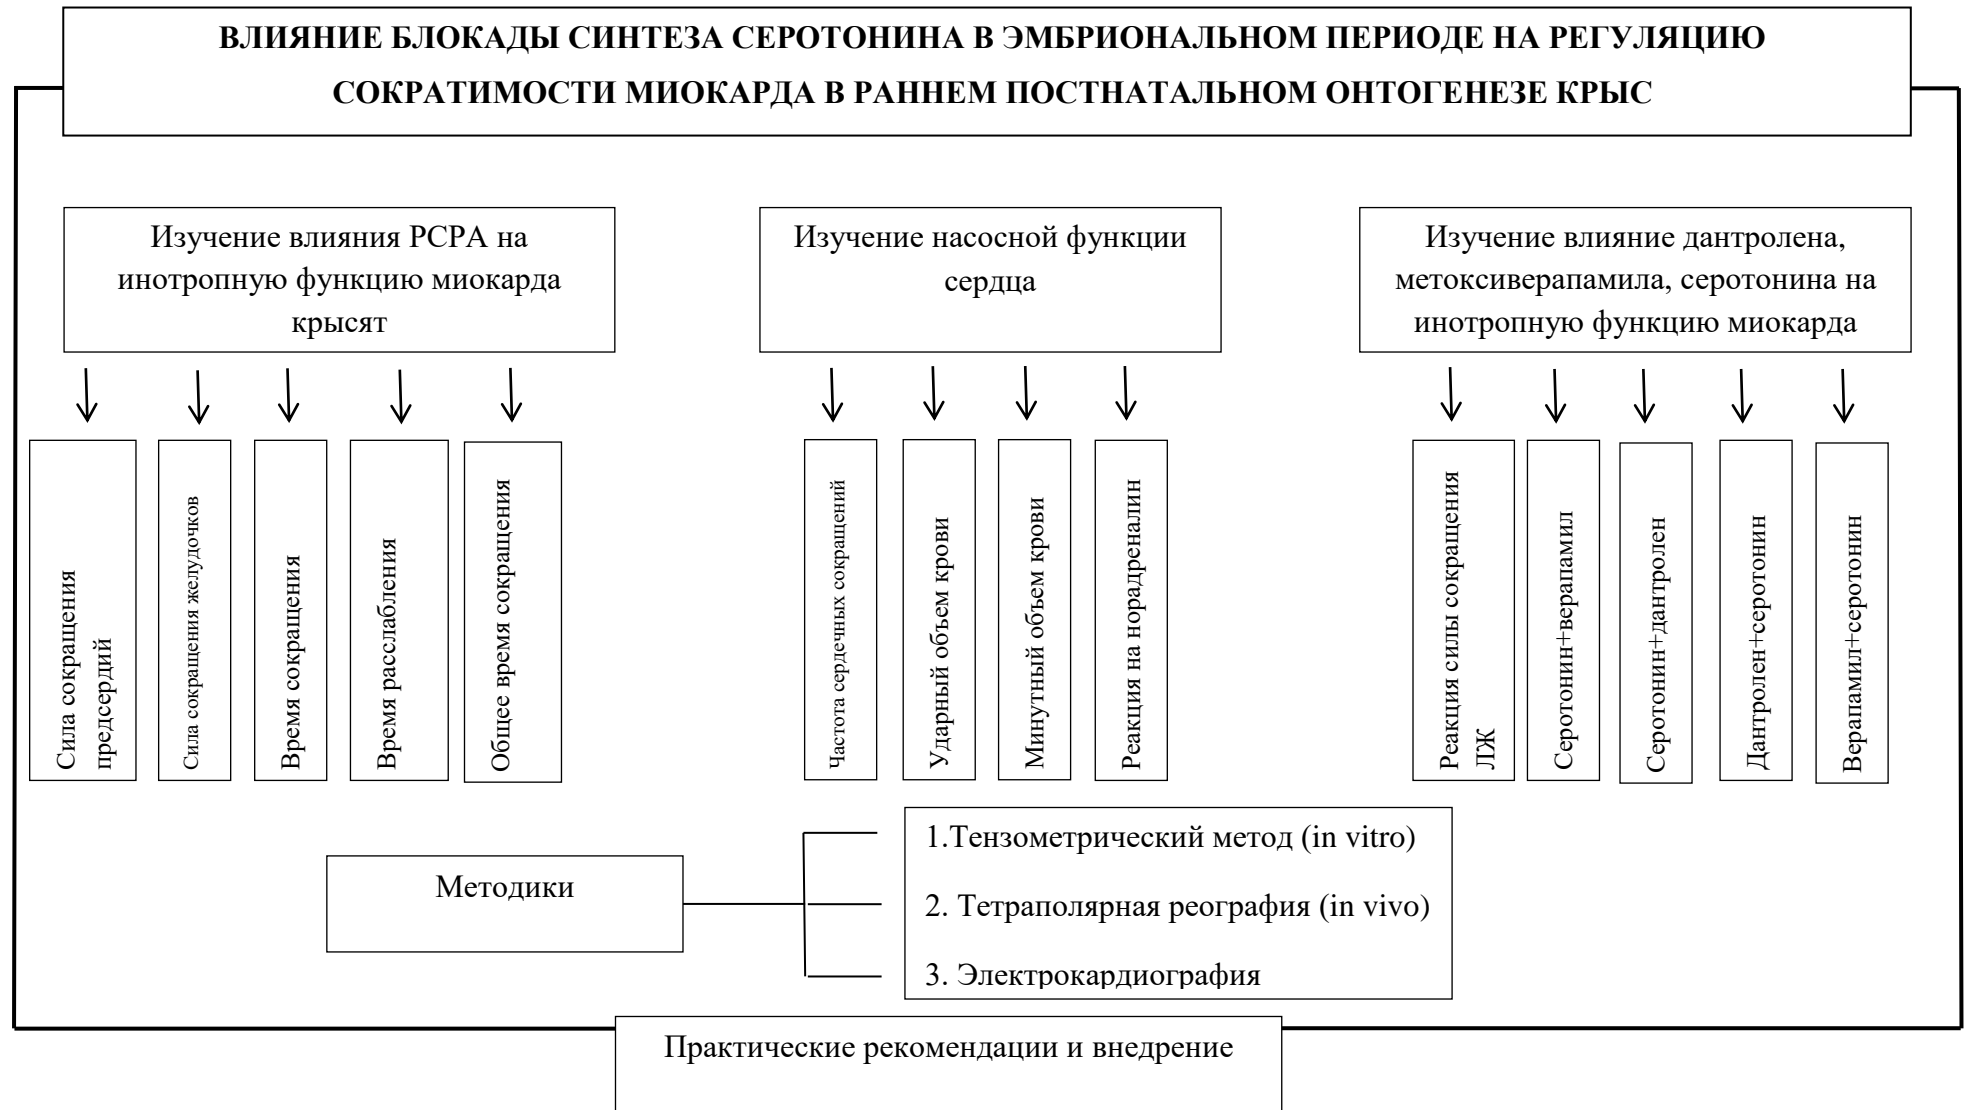 ВЛИЯНИЕ БЛОКАДЫ СИНТЕЗА СЕРОТОНИНА В ЭМБРИОНАЛЬНОМ ПЕРИОДЕ НА РЕГУЛЯЦИЮ
СОКРАТИМОСТИ МИОКАРДА В РАННЕМ ПОСТНАТАЛЬНОМ ОНТОГЕНЕЗЕ КРЫС
Изучение влияния РСРА на
инотропную функцию миокарда
крысят
Изучение насосной функции
сердца
Изучение влияние дантролена,
метоксиверапамила, серотонина на
инотропную функцию миокарда
Сила сокращения
предсердий
Сила сокращения желудочков
Время сокращения
Время расслабления
Общее время сокращения
Частота сердечных сокращений
Ударный объем крови
Минутный объем крови
Реакция на норадреналин
Реакция силы сокращения
ЛЖ
Серотонин+верапамил
Серотонин+дантролен
Дантролен+серотонин
Верапамил+серотонин
Методики
1.Тензометрический метод (in vitro)
2. Тетраполярная реография (in vivo)
3. Электрокардиография
Практические рекомендации и внедрение